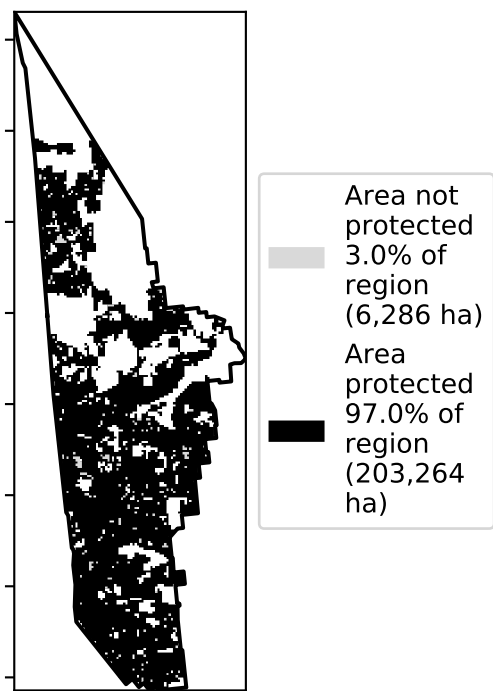 Area not
protected
3.0% of
region
(6,286 ha)
Area
protected
97.0% of
region
(203,264
ha)